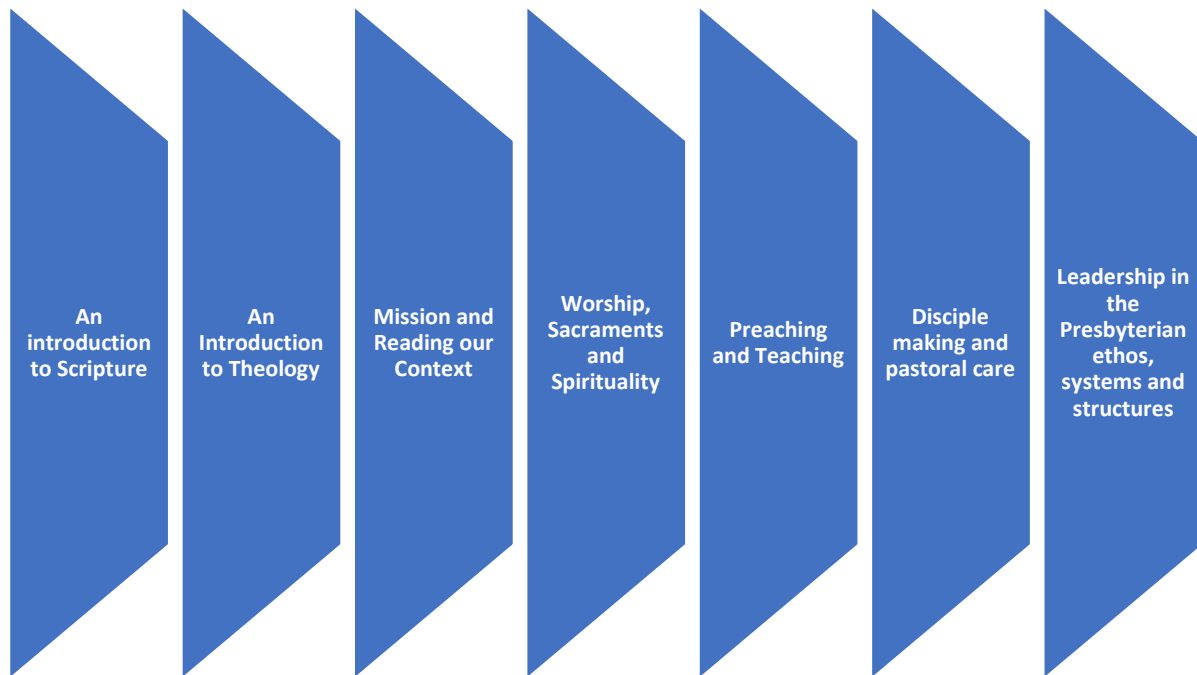 An
introduction
to Scripture
An
Introduction
to Theology
Mission and
Reading our
Context
Worship,
Sacraments
and
Spirituality
Preaching
and Teaching
Disciple
making and
pastoral care
Leadership in
the
Presbyterian
ethos,
systems and
structures